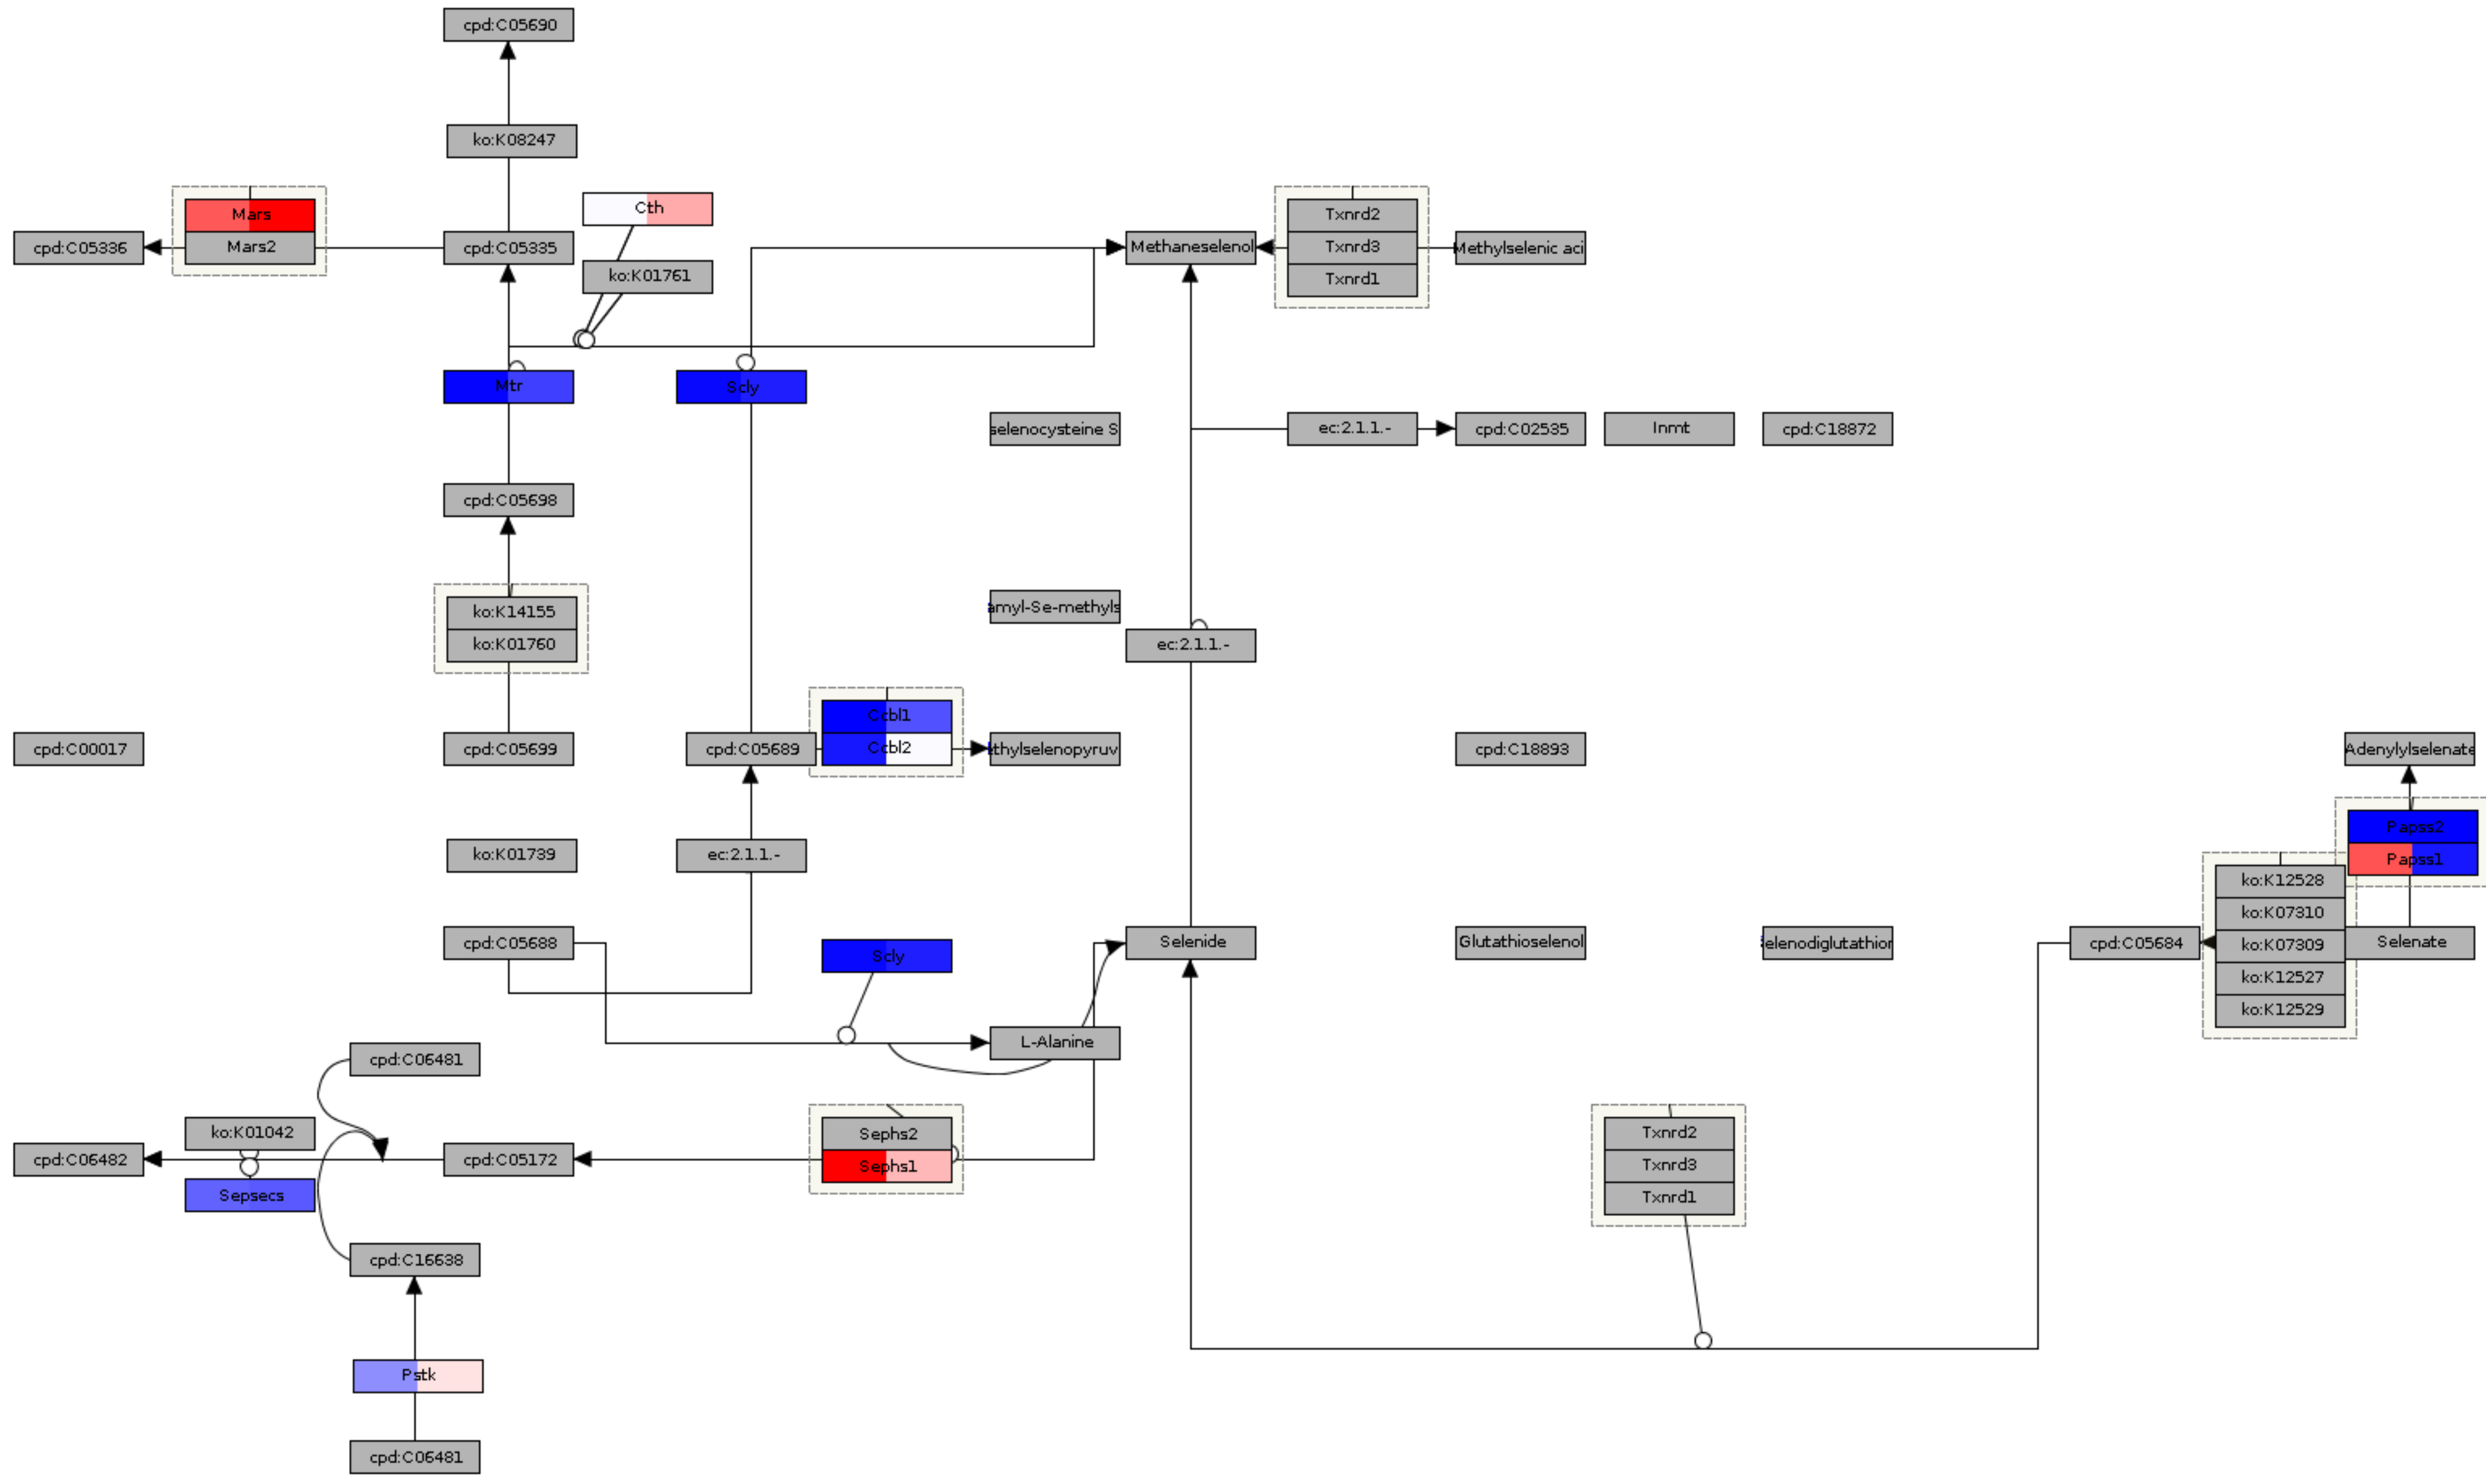 cpd:C05690
ko:K08247
Cth
Mars
Mars2
Txnrd2
Txnrd3
Txnrd1
cpd:C05336
cpd:C05335
Methaneselenol
Methylselenic aci
ko:K01761
Mtr
Scly
selenocysteine S
ec:2.1.1.-
cpd:C02535
Inmt
cpd:C18872
cpd:C05698
ko:K14155
ko:K01760
amyl-Se-methyls
ec:2.1.1.-
Ccbl1
Ccbl2
cpd:C00017
cpd:C05699
cpd:C05689
thylselenopyruv
cpd:C18893
Adenylylselenate
Papss2
Papss1
ko:K01739
ec:2.1.1.-
ko:K12528
ko:K07310
ko:K07309
ko:K12527
ko:K12529
cpd:C05688
Scly
Selenide
Glutathioselenol
elenodiglutathior
cpd:C05684
Selenate
L-Alanine
cpd:C06481
ko:K01042
Sephs2
Sephs1
Txnrd2
Txnrd3
Txnrd1
cpd:C06482
cpd:C05172
Sepsecs
cpd:C16638
Pstk
cpd:C06481